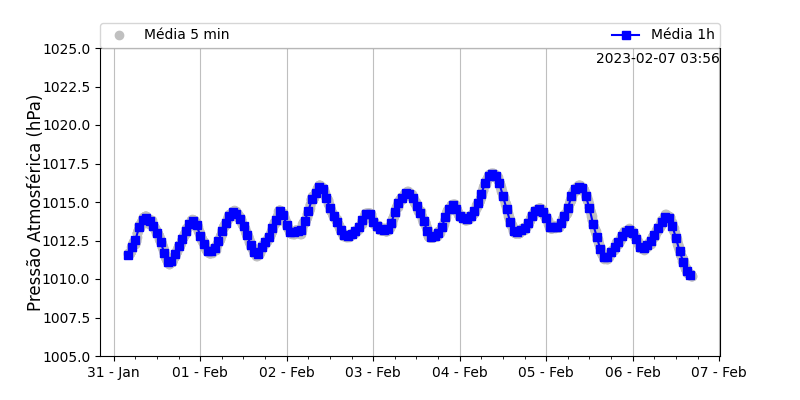 Média 5 min
Média 1h
2023-02-07 03:56
Pressão Atmosférica (hPa)
1025.0
1022.5
1020.0
1017.5
1015.0
1012.5
1010.0
1007.5
1005.0
31 - Jan 01 - Feb 02 - Feb 03 - Feb 04 - Feb 05 - Feb 06 - Feb 07 - Feb